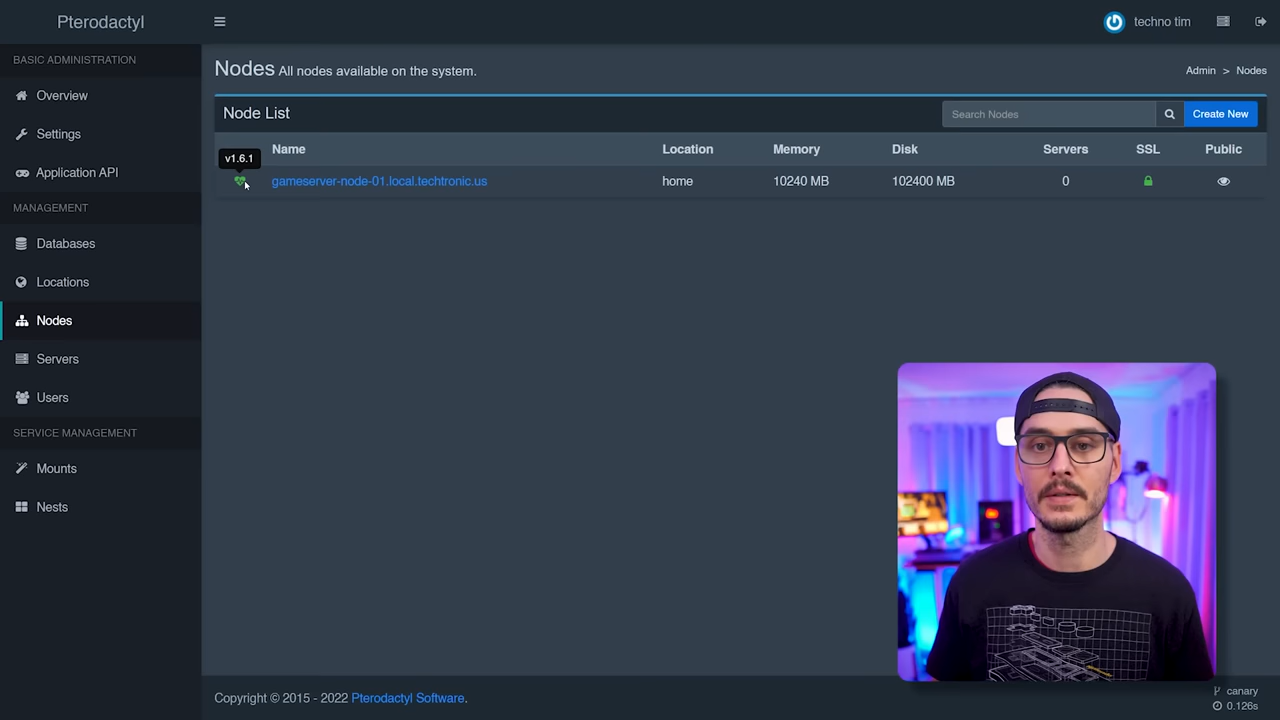 Pterodactyl
techno tim
BASIC ADMINISTRATION
Overview
Settings
Application API
MANAGEMENT
Databases
Locations
Nodes
Servers
Users
SERVICE MANAGEMENT
Mounts
Nests
Nodes All nodes available on the system.
Admin > Nodes
Node List
Search Nodes
Create New
Name Location Memory Disk Servers SSL Public
v1.6.1
gameserver-node-01.local.techtronic.us home 10240 MB 102400 MB 0
Copyright © 2015 - 2022 Pterodactyl Software.
canary
0.126s